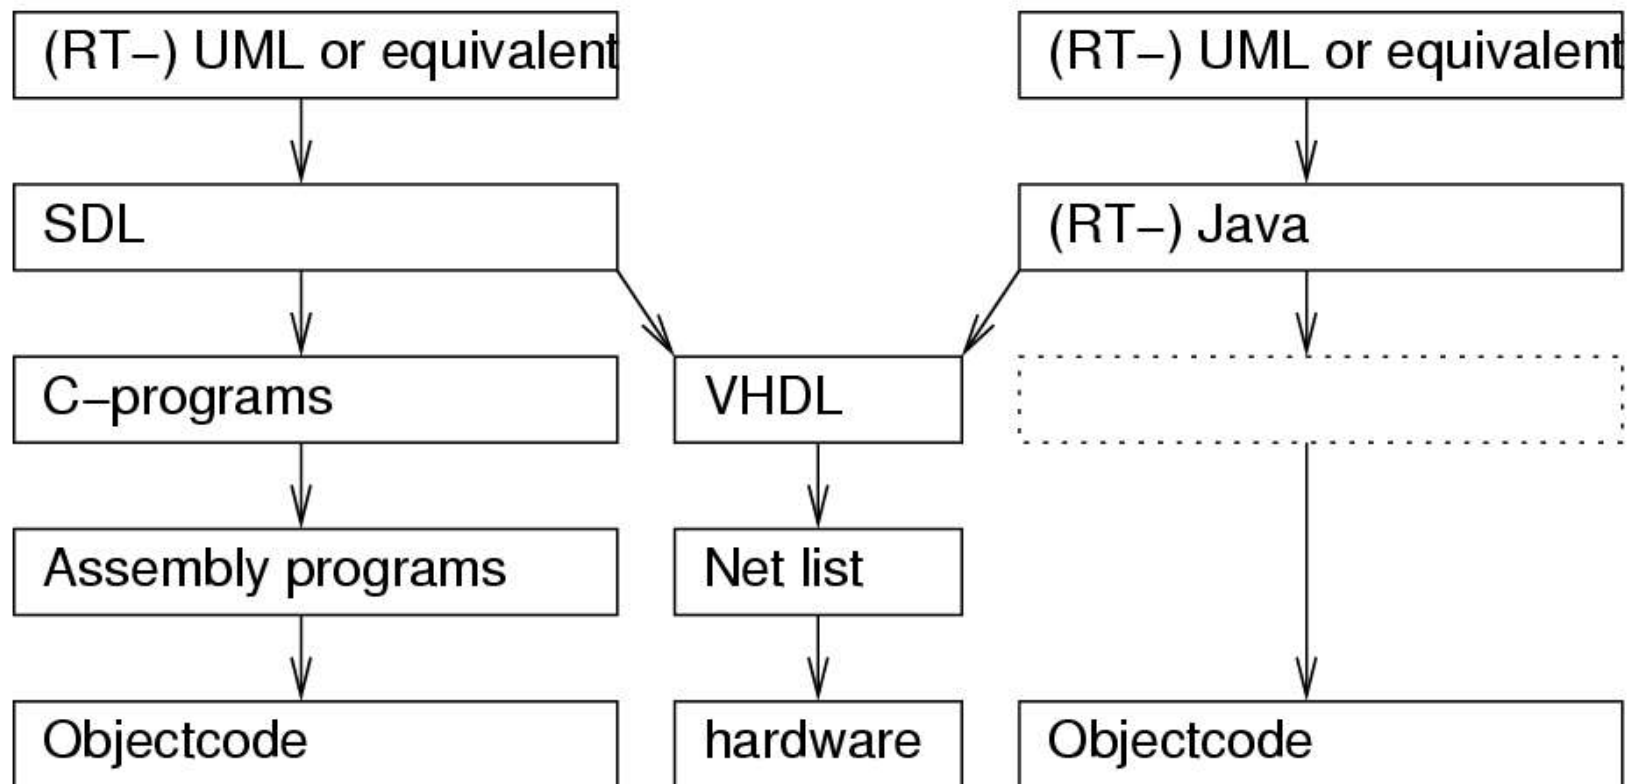 (RT–) UML or equivalent
(RT–) UML or equivalent
SDL
(RT–) Java
C–programs
VHDL
Assembly programs
Net list
Objectcode
hardware
Objectcode